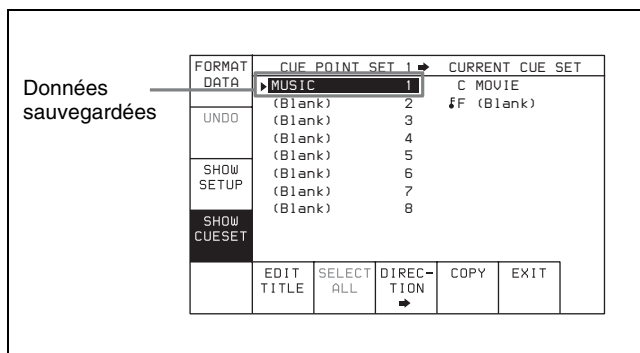 Données
sauvegardées
FORMAT
DATA
UNDO
SHOW
SETUP
SHOW
CUESET
CUE POINT SET 1 ➡ CURRENT CUE SET
▶MUSIC 1 C MOVIE
(Blank) 2 F (Blank)
(Blank) 3
(Blank) 4
(Blank) 5
(Blank) 6
(Blank) 7
(Blank) 8
EDIT
TITLE
SELECT
ALL
DIREC-
TION
➡
COPY
EXIT